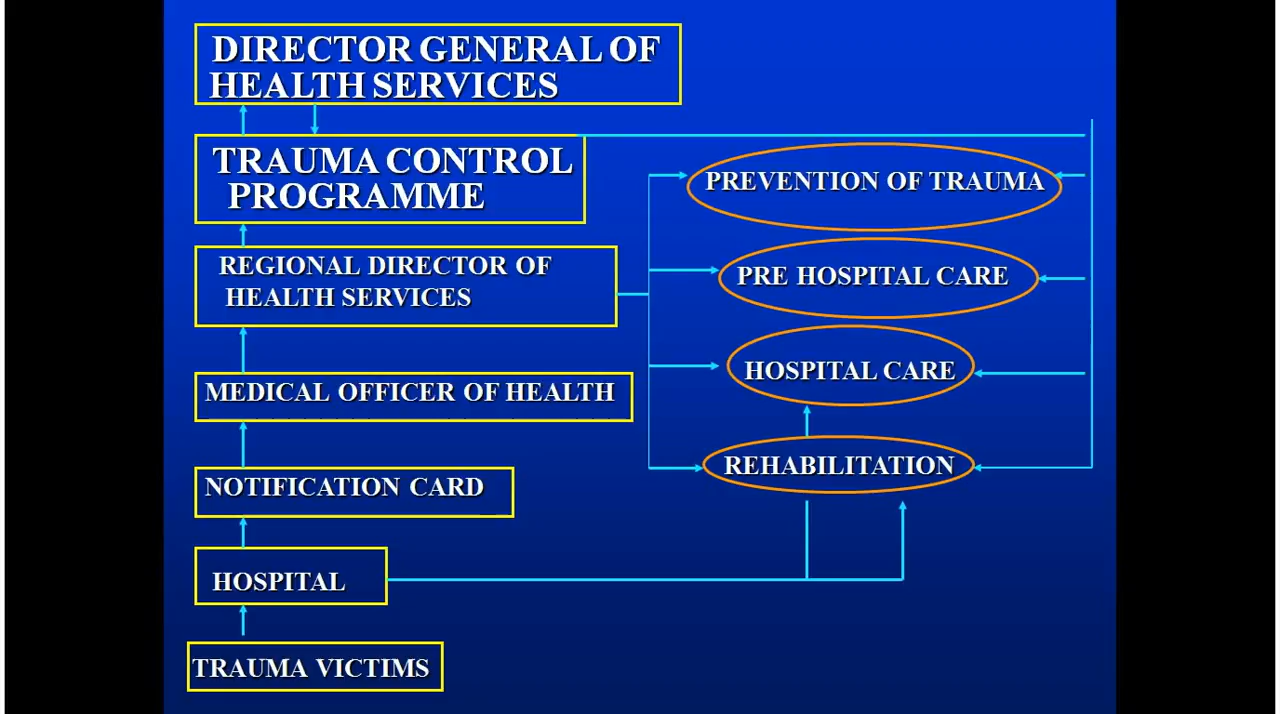 DIRECTOR GENERAL OF
HEALTH SERVICES
TRAUMA CONTROL
PROGRAMME
REGIONAL DIRECTOR OF
HEALTH SERVICES
MEDICAL OFFICER OF HEALTH
NOTIFICATION CARD
HOSPITAL
TRAUMA VICTIMS
PREVENTION OF TRAUMA
PRE HOSPITAL CARE
HOSPITAL CARE
REHABILITATION